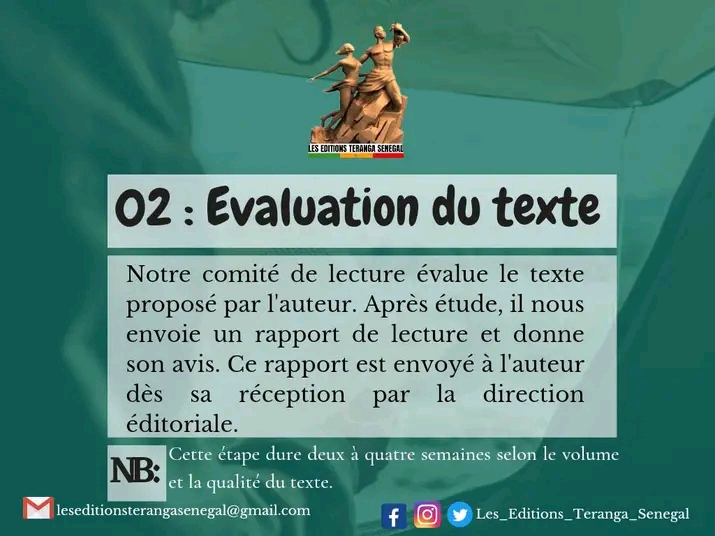 LES EDITIONS TERANGA SENEGAL
02 : Evaluation du texte
Notre comité de lecture évalue le texte
proposé par l'auteur. Après étude, il nous
envoie un rapport de lecture et donne
son avis. Ce rapport est envoyé à l'auteur
dès sa réception par la direction
éditoriale.
NB: Cette étape dure deux à quatre semaines selon le volume
et la qualité du texte.
leseditionsterangasenegal@gmail.com
Les_Editions_Teranga_Senegal